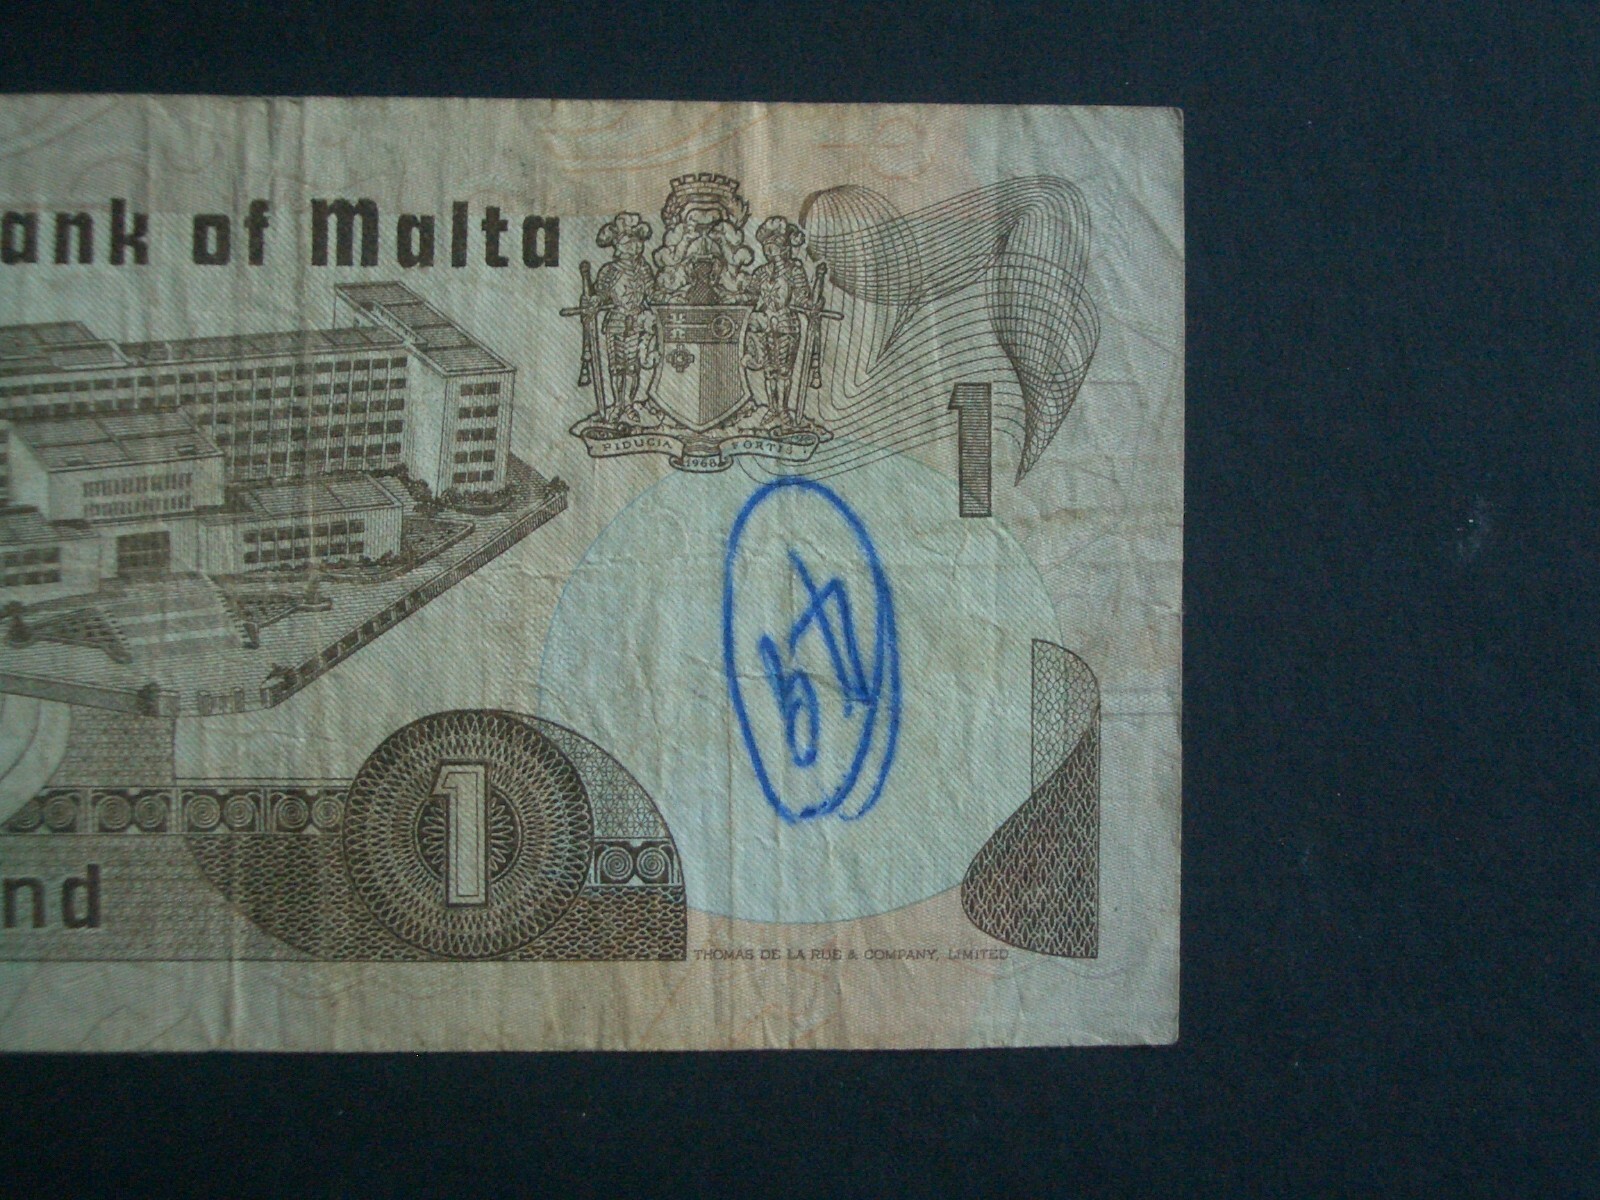 ank of Malta
FIDUCIA FORTIS
1968
1
1
nd
THOMAS DE LA RUE & COMPANY, LIMITED